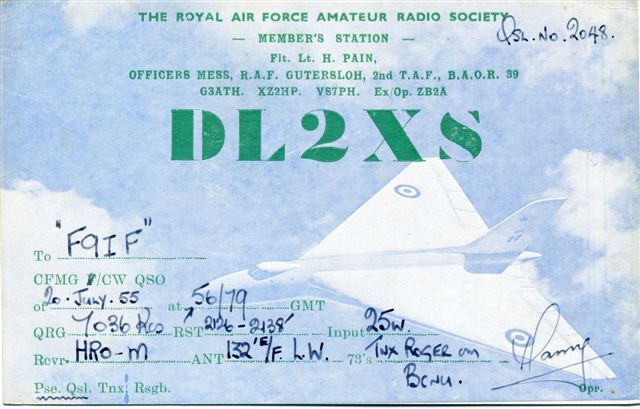 THE ROYAL AIR FORCE AMATEUR RADIO SOCIETY
QSL. No. 2048.
— MEMBER'S STATION —
Flt. Lt. H. PAIN,
OFFICERS MESS, R.A.F. GUTERSLOH, 2nd T.A.F., B.A.O.R. 39
G3ATH. XZ2HP. VS7PH. Ex/Op. ZB2A
DL2XS
To "F9IF"
CFMG /CW QSO
of 20. July. 55 at 56/79 GMT
QRG 7036 Kcs RST 2126-2138 Input 25w.
Rcvr. HRO-M ANT 132' E/F. L.W. 73's Tnx Roger on
BCNU.
Pse. Qsl. Tnx. Rsgb. Opr.